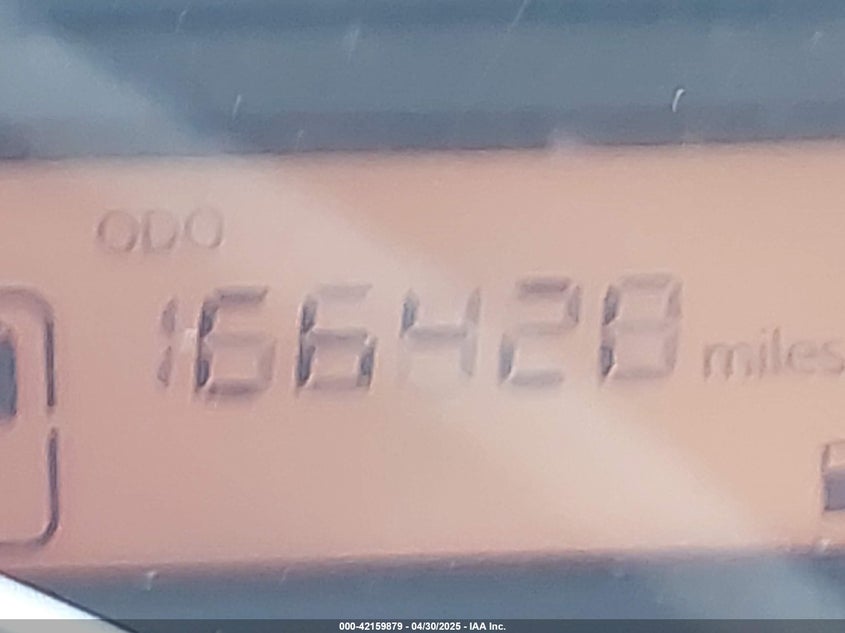 ODO
166428 miles
000-42159879 - 04/30/2025 - IAA Inc.